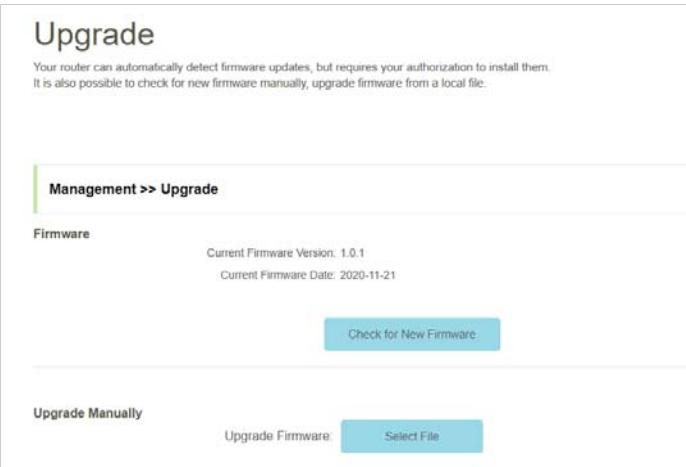 Upgrade
Your router can automatically detect firmware updates, but requires your authorization to install them.
It is also possible to check for new firmware manually, upgrade firmware from a local file.
Management >> Upgrade
Firmware
Current Firmware Version: 1.0.1
Current Firmware Date: 2020-11-21
Check for New Firmware
Upgrade Manually
Upgrade Firmware: Select File